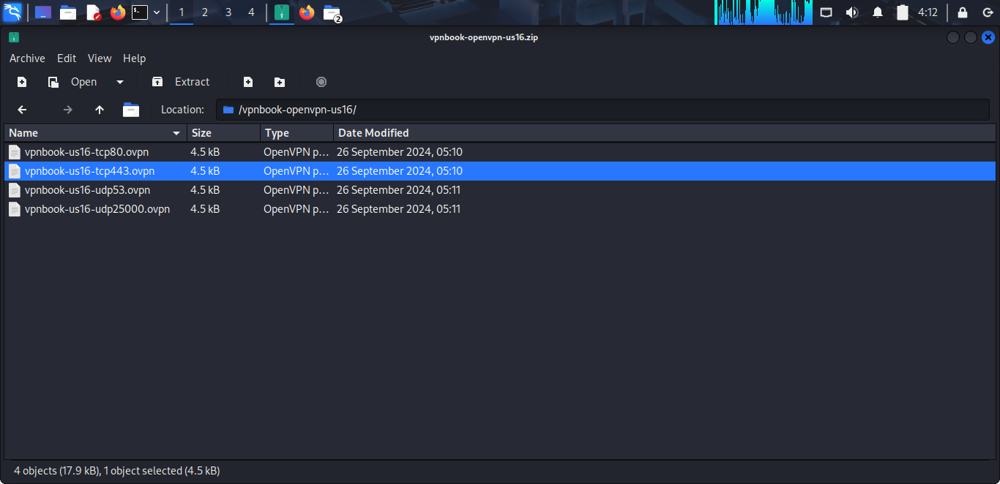 1 2 3 4 2 4:12
vpnbook-openvpn-us16.zip
Archive Edit View Help
Open Extract
Location: /vpnbook-openvpn-us16/
Name Size Type Date Modified
vpnbook-us16-tcp80.ovpn 4.5 kB OpenVPN p... 26 September 2024, 05:10
vpnbook-us16-tcp443.ovpn 4.5 kB OpenVPN p... 26 September 2024, 05:10
vpnbook-us16-udp53.ovpn 4.5 kB OpenVPN p... 26 September 2024, 05:11
vpnbook-us16-udp25000.ovpn 4.5 kB OpenVPN p... 26 September 2024, 05:11
4 objects (17.9 kB), 1 object selected (4.5 kB)